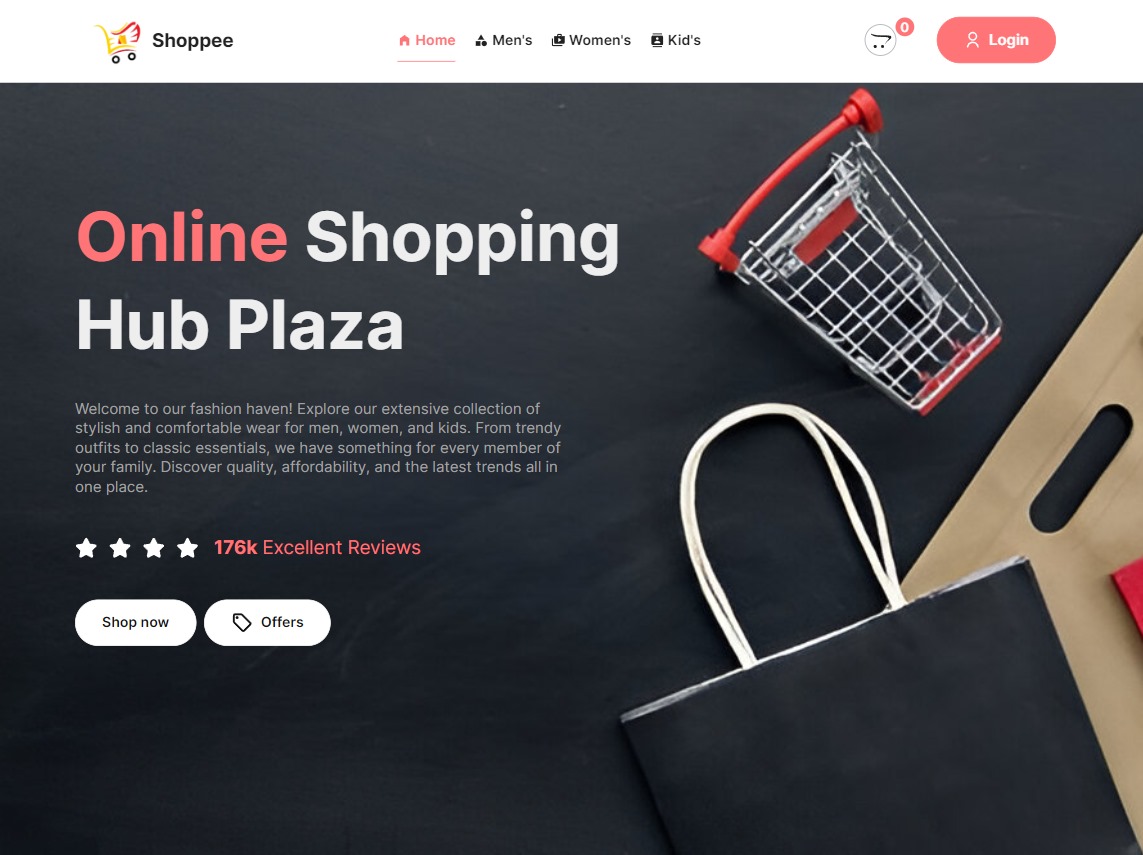 Shoppee
Home
Men's
Women's
Kid's
0
Login
Online Shopping
Hub Plaza
Welcome to our fashion haven! Explore our extensive collection of
stylish and comfortable wear for men, women, and kids. From trendy
outfits to classic essentials, we have something for every member of
your family. Discover quality, affordability, and the latest trends all in
one place.
176k Excellent Reviews
Shop now
Offers